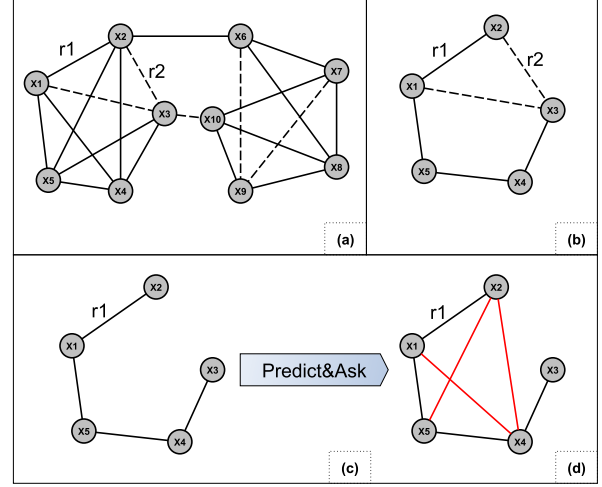 X2
X6
r1
r2
X7
X1
X3
X10
X8
X5
X4
X9
(a)
X2
r1
r2
X1
X3
X5
X4
(b)
X2
r1
X1
X3
X5
X4
(c)
Predict&Ask
X2
r1
X1
X3
X5
X4
(d)